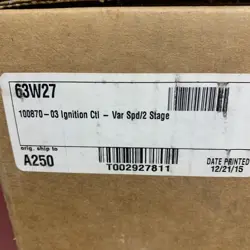 63W27
100870-03 Ignition Ctl - Var Spd/2 Stage
orig. ship to
A250
T002927811
DATE PRINTED
12/21/15